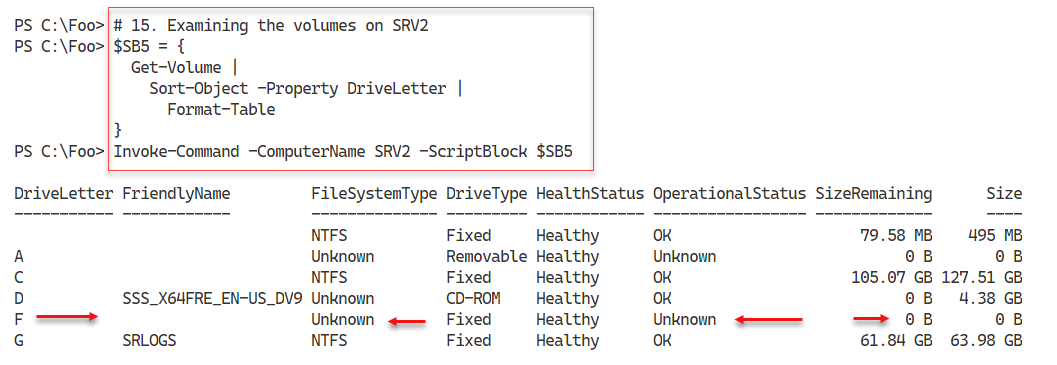 PS C:\Foo> # 15. Examining the volumes on SRV2
PS C:\Foo> $SB5 = {
  Get-Volume |
    Sort-Object -Property DriveLetter |
      Format-Table
}
PS C:\Foo> Invoke-Command -ComputerName SRV2 -ScriptBlock $SB5
DriveLetter FriendlyName         FileSystemType DriveType HealthStatus OperationalStatus SizeRemaining      Size
----------- ------------         -------------- --------- ------------ ----------------- -------------      ----
                                 NTFS           Fixed     Healthy      OK                     79.58 MB    495 MB
A                                Unknown        Removable Healthy      Unknown                     0 B       0 B
C                                NTFS           Fixed     Healthy      OK                    105.07 GB 127.51 GB
D           SSS_X64FRE_EN-US_DV9 Unknown        CD-ROM    Healthy      OK                          0 B   4.38 GB
F                                Unknown        Fixed     Healthy      Unknown                     0 B       0 B
G           SRLOGS               NTFS           Fixed     Healthy      OK                     61.84 GB  63.98 GB